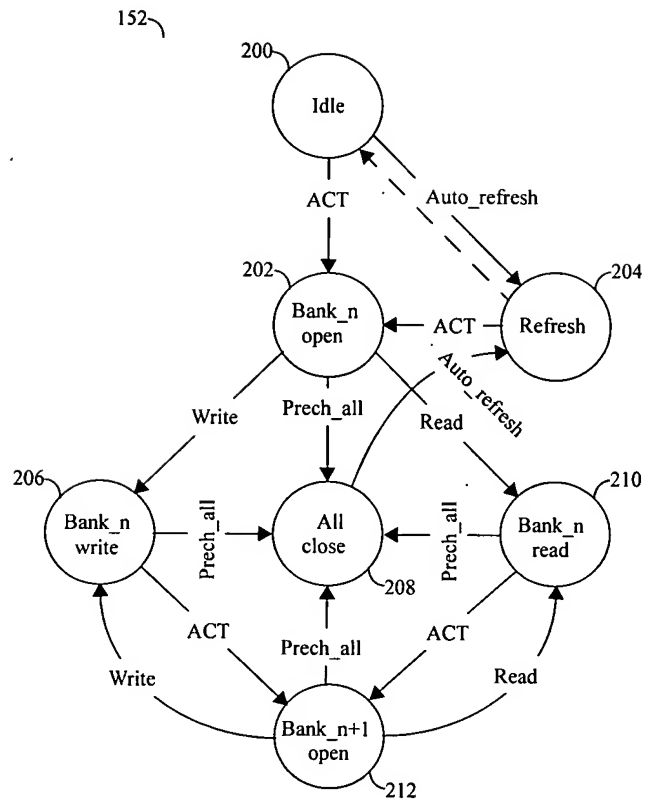 152
200
Idle
ACT
Auto_refresh
202
204
Bank_n
open
ACT
Refresh
Auto_refresh
Write
Prech_all
Read
206
210
Bank_n
write
Prech_all
All
close
Prech_all
Bank_n
read
208
ACT
Prech_all
ACT
Write
Read
Bank_n+1
open
212